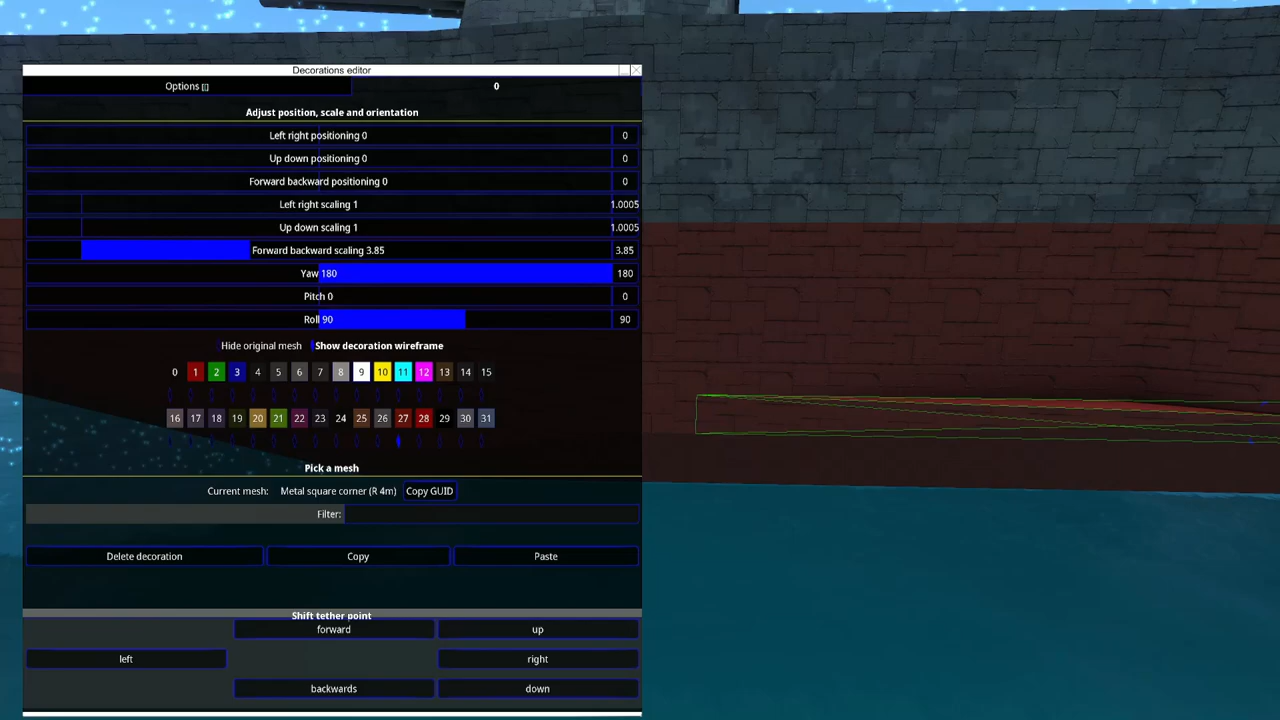 Decorations editor
Options [[]] 0
Adjust position, scale and orientation
Left right positioning 0 0
Up down positioning 0 0
Forward backward positioning 0 0
Left right scaling 1 1.0005
Up down scaling 1 1.0005
Forward backward scaling 3.85 3.85
Yaw 180 180
Pitch 0 0
Roll 90 90
Hide original mesh Show decoration wireframe
0 1 2 3 4 5 6 7 8 9 10 11 12 13 14 15
16 17 18 19 20 21 22 23 24 25 26 27 28 29 30 31
Pick a mesh
Current mesh: Metal square corner (R 4m) Copy GUID
Filter:
Delete decoration Copy Paste
Shift tether point
forward up
left right
backwards down